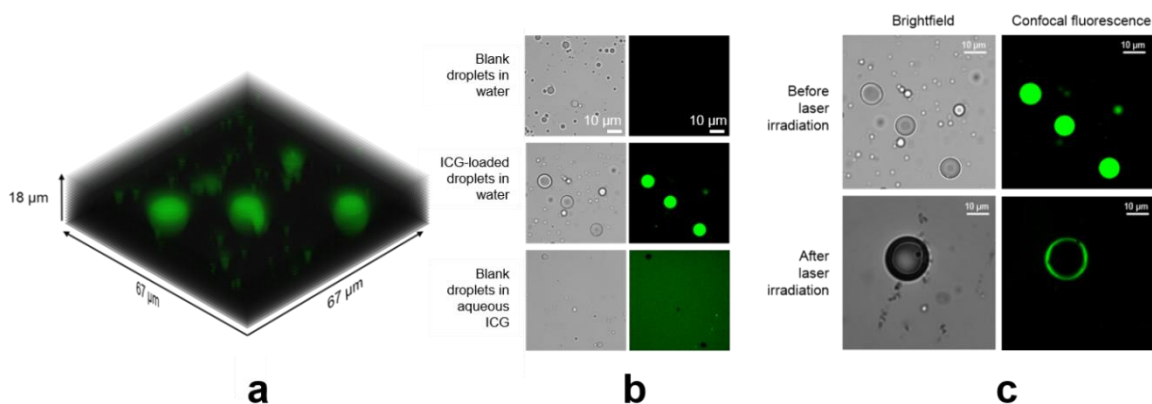 18 μm
67 μm
67 μm
a
Blank
droplets in
water
10 μm
10 μm
ICG-loaded
droplets in
water
Blank
droplets in
aqueous
ICG
b
Brightfield
Confocal fluorescence
Before
laser
irradiation
10 μm
10 μm
After
laser
irradiation
10 μm
10 μm
c